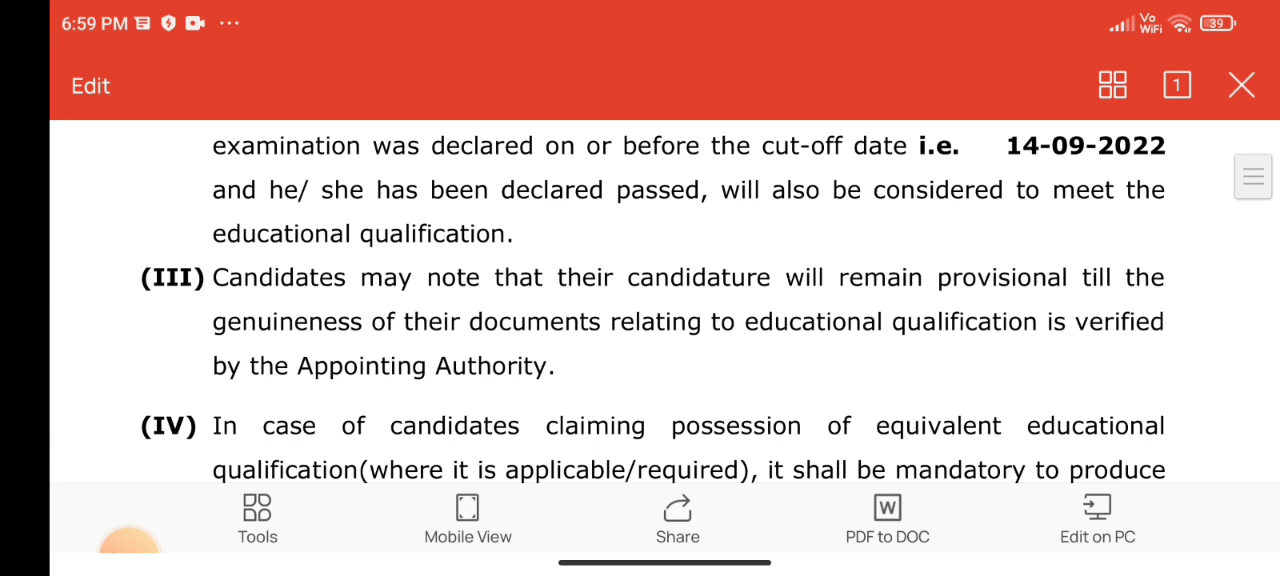 6:59 PM ... Vo WiFi 39
Edit 1
examination was declared on or before the cut-off date i.e. 14-09-2022
and he/ she has been declared passed, will also be considered to meet the
educational qualification.
(III) Candidates may note that their candidature will remain provisional till the
genuineness of their documents relating to educational qualification is verified
by the Appointing Authority.
(IV) In case of candidates claiming possession of equivalent educational
qualification(where it is applicable/required), it shall be mandatory to produce
W
Tools Mobile View Share PDF to DOC Edit on PC